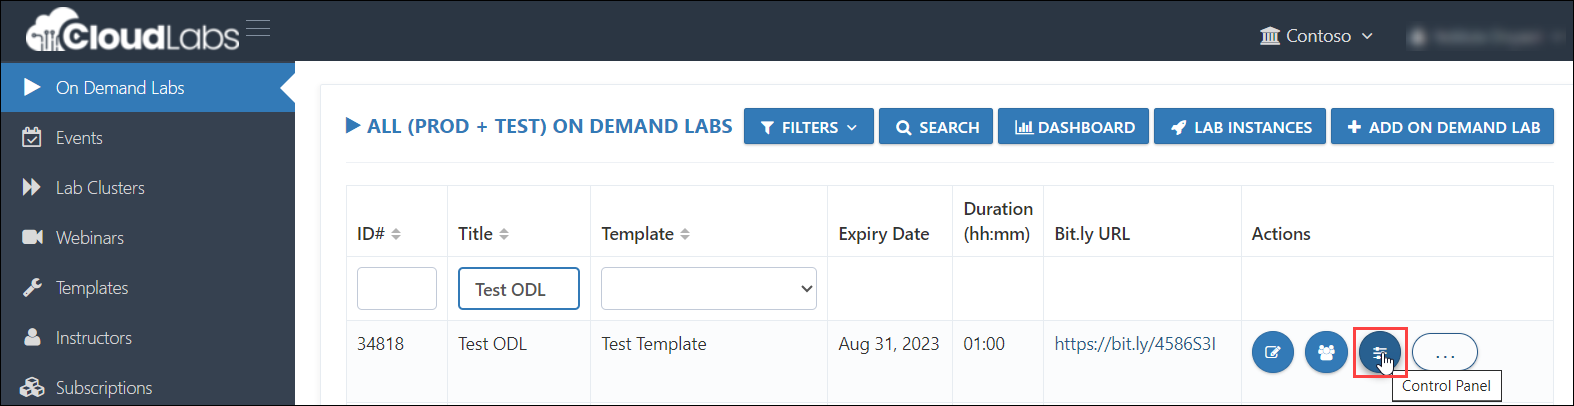 CloudLabs
Contoso
On Demand Labs
Events
Lab Clusters
Webinars
Templates
Instructors
Subscriptions
ALL (PROD + TEST) ON DEMAND LABS
FILTERS
SEARCH
DASHBOARD
LAB INSTANCES
+ ADD ON DEMAND LAB
ID# Title Template Expiry Date Duration (hh:mm) Bit.ly URL Actions
Test ODL
34818 Test ODL Test Template Aug 31, 2023 01:00 https://bit.ly/4586S3I ...
Control Panel